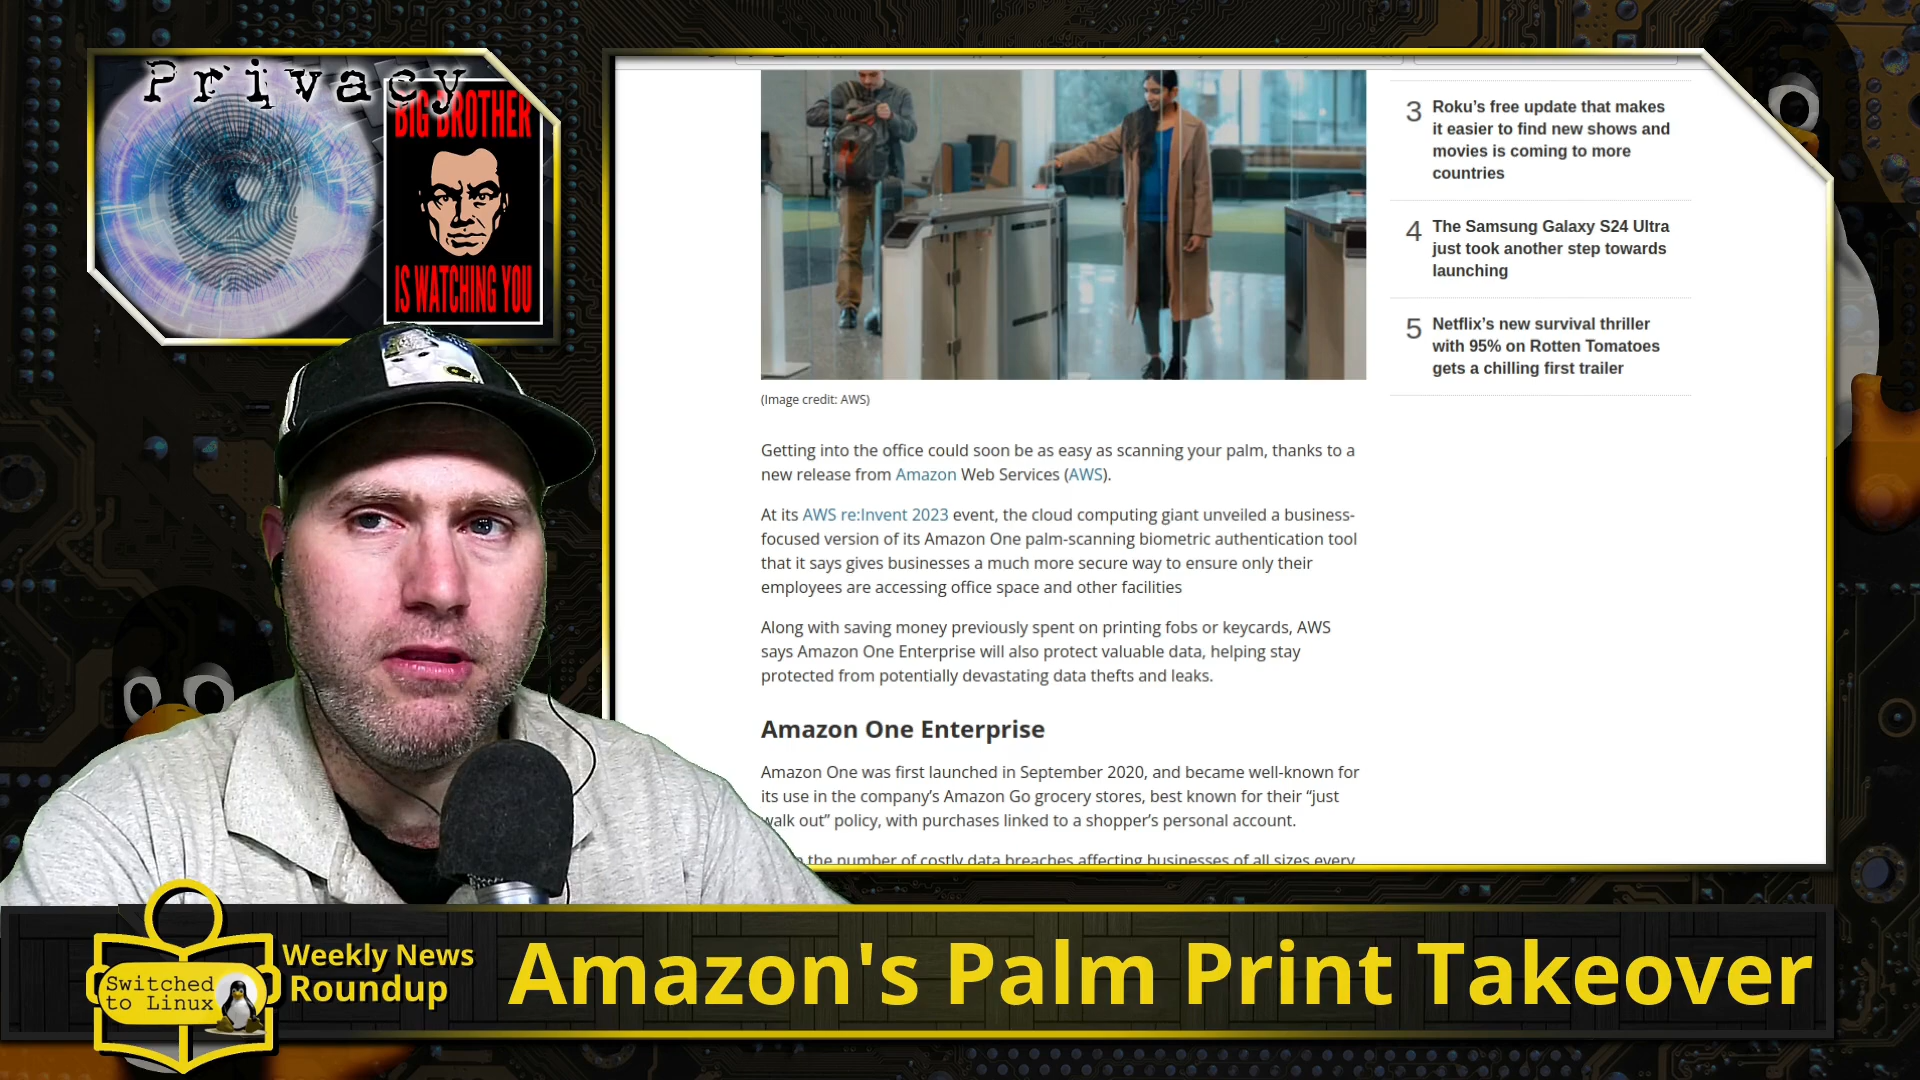 Privacy
BIG BROTHER
IS WATCHING YOU
(Image credit: AWS)
Getting into the office could soon be as easy as scanning your palm, thanks to a
new release from Amazon Web Services (AWS).
At its AWS re:Invent 2023 event, the cloud computing giant unveiled a business-
focused version of its Amazon One palm-scanning biometric authentication tool
that it says gives businesses a much more secure way to ensure only their
employees are accessing office space and other facilities
Along with saving money previously spent on printing fobs or keycards, AWS
says Amazon One Enterprise will also protect valuable data, helping stay
protected from potentially devastating data thefts and leaks.
Amazon One Enterprise
Amazon One was first launched in September 2020, and became well-known for
its use in the company’s Amazon Go grocery stores, best known for their “just
walk out” policy, with purchases linked to a shopper’s personal account.
the number of costly data breaches affecting businesses of all sizes every
3 Roku’s free update that makes
it easier to find new shows and
movies is coming to more
countries
4 The Samsung Galaxy S24 Ultra
just took another step towards
launching
5 Netflix’s new survival thriller
with 95% on Rotten Tomatoes
gets a chilling first trailer
Switched
to Linux
Weekly News
Roundup
Amazon's Palm Print Takeover